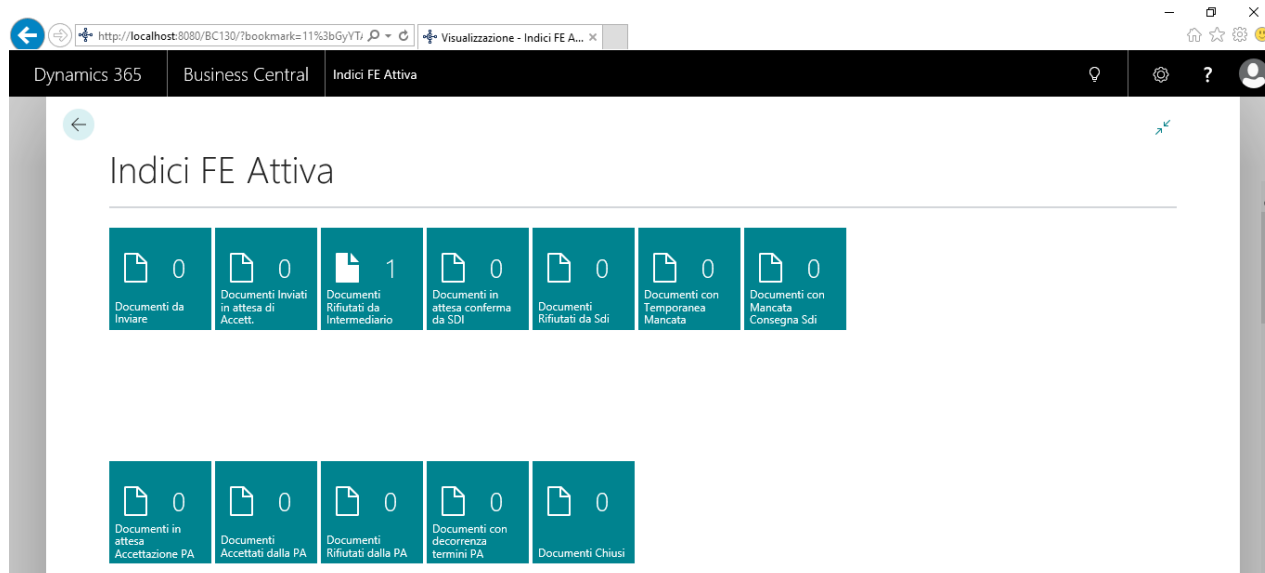 http://localhost:8080/BC130/?bookmark=11%3bGyYT
Visualizzazione - Indici FE A...
Dynamics 365
Business Central
Indici FE Attiva
?
Indici FE Attiva
0
Documenti da
Inviare
0
Documenti Inviati
in attesa di
Accett.
1
Documenti
Rifiutati da
Intermediario
0
Documenti in
attesa conferma
da SDI
0
Documenti
Rifiutati da Sdi
0
Documenti con
Temporanea
Mancata
0
Documenti con
Mancata
Consegna Sdi
0
Documenti in
attesa
Accettazione PA
0
Documenti
Accettati dalla PA
0
Documenti
Rifiutati dalla PA
0
Documenti con
decorrenza
termini PA
0
Documenti Chiusi